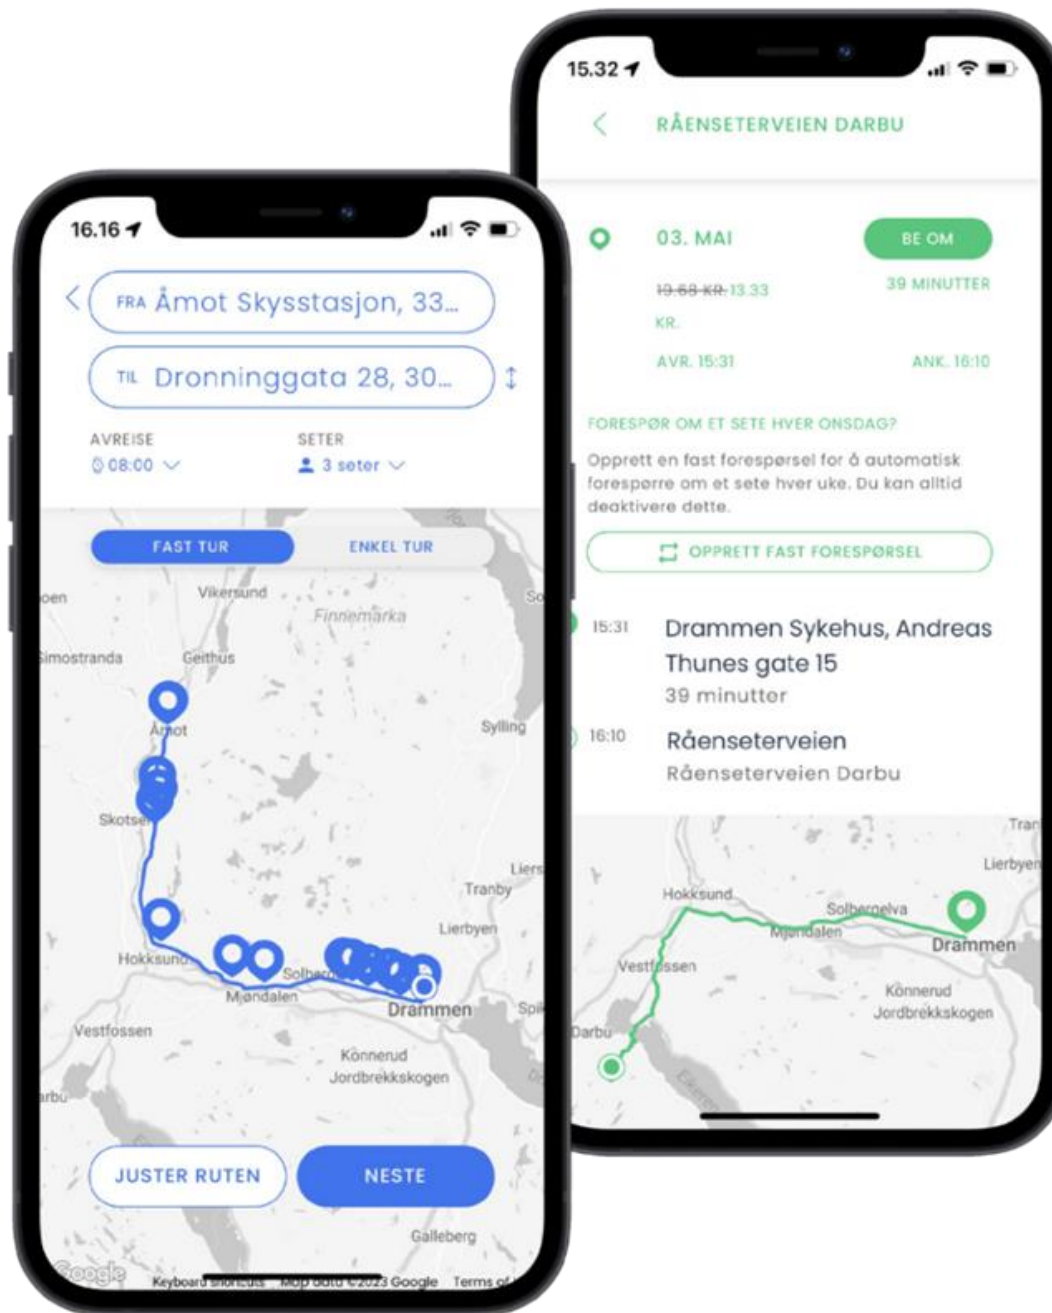 16.16
FRA Åmot Skysstasjon, 33...
TIL Dronninggata 28, 30...
AVREISE
SETER
08:00
3 seter
FAST TUR
ENKEL TUR
Vikersund
Finnemarka
Simostranda
Geithus
Åmot
Sylling
Skotse
Tranby
Lierbyen
Hokksund
Mjøndalen
Drammen
Vestfossen
Konnerud
Jordbrekkskogen
JUSTER RUTEN
NESTE
Galleberg
Google
Keyboard shortcuts Map data ©2023 Google Terms of
15.32
RÅENSETERVEIEN DARBU
03. MAI
BE OM
19.68 KR. 13.33
KR.
39 MINUTTER
AVR. 15:31
ANK. 16:10
FORESPØR OM ET SETE HVER ONSDAG?
Opprett en fast forespørsel for å automatisk
forespørre om et sete hver uke. Du kan alltid
deaktivere dette.
OPPRETT FAST FORESPØRSEL
15:31
Drammen Sykehus, Andreas
Thunes gate 15
39 minutter
16:10
Råenseterveien
Råenseterveien Darbu
Tran
Lierbyen
Hokksund
Solbergelva
Mjøndalen
Drammen
Vestfossen
Konnerud
Jordbrekkskogen
Darbu
Eikeren